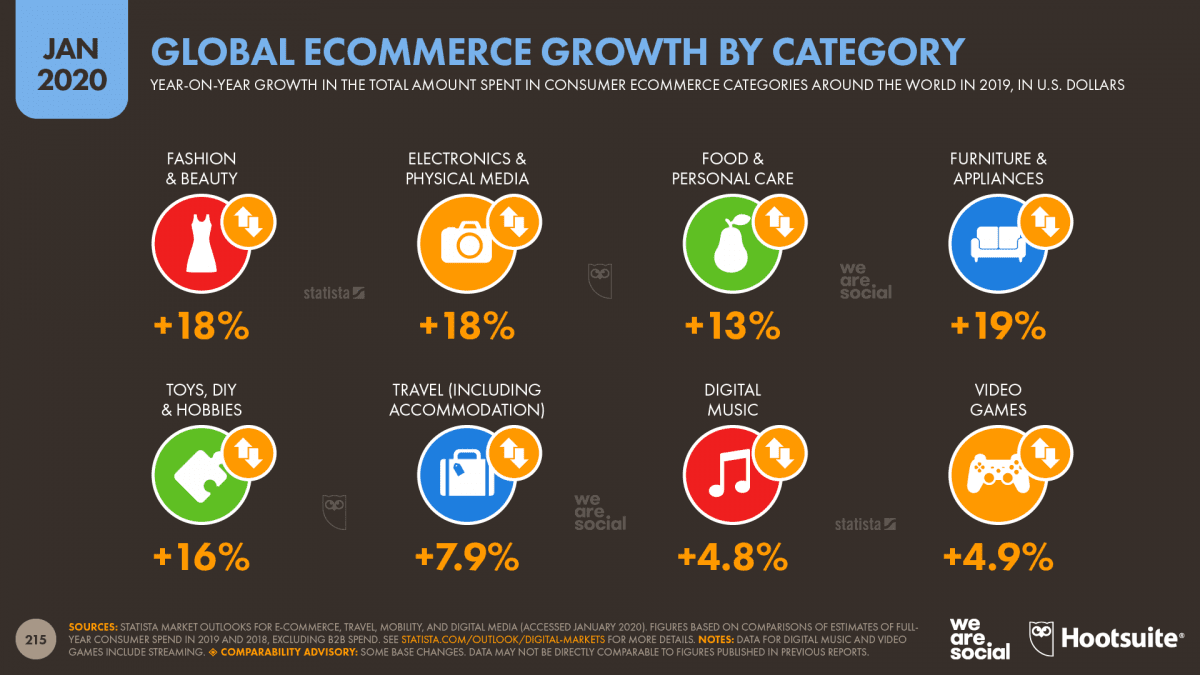 JAN
2020
GLOBAL ECOMMERCE GROWTH BY CATEGORY
YEAR-ON-YEAR GROWTH IN THE TOTAL AMOUNT SPENT IN CONSUMER ECOMMERCE CATEGORIES AROUND THE WORLD IN 2019, IN U.S. DOLLARS
FASHION
& BEAUTY
ELECTRONICS &
PHYSICAL MEDIA
FOOD &
PERSONAL CARE
FURNITURE &
APPLIANCES
statista
we
are
social
+18%
+18%
+13%
+19%
TOYS, DIY
& HOBBIES
TRAVEL (INCLUDING
ACCOMMODATION)
DIGITAL
MUSIC
VIDEO
GAMES
we
are
social
statista
+16%
+7.9%
+4.8%
+4.9%
215
SOURCES: STATISTA MARKET OUTLOOKS FOR E-COMMERCE, TRAVEL, MOBILITY, AND DIGITAL MEDIA (ACCESSED JANUARY 2020). FIGURES BASED ON COMPARISONS OF ESTIMATES OF FULL-
YEAR CONSUMER SPEND IN 2019 AND 2018, EXCLUDING B2B SPEND. SEE STATISTA.COM/OUTLOOK/DIGITAL-MARKETS FOR MORE DETAILS. NOTES: DATA FOR DIGITAL MUSIC AND VIDEO
GAMES INCLUDE STREAMING. ◈ COMPARABILITY ADVISORY: SOME BASE CHANGES. DATA MAY NOT BE DIRECTLY COMPARABLE TO FIGURES PUBLISHED IN PREVIOUS REPORTS.
we
are
social
Hootsuite®